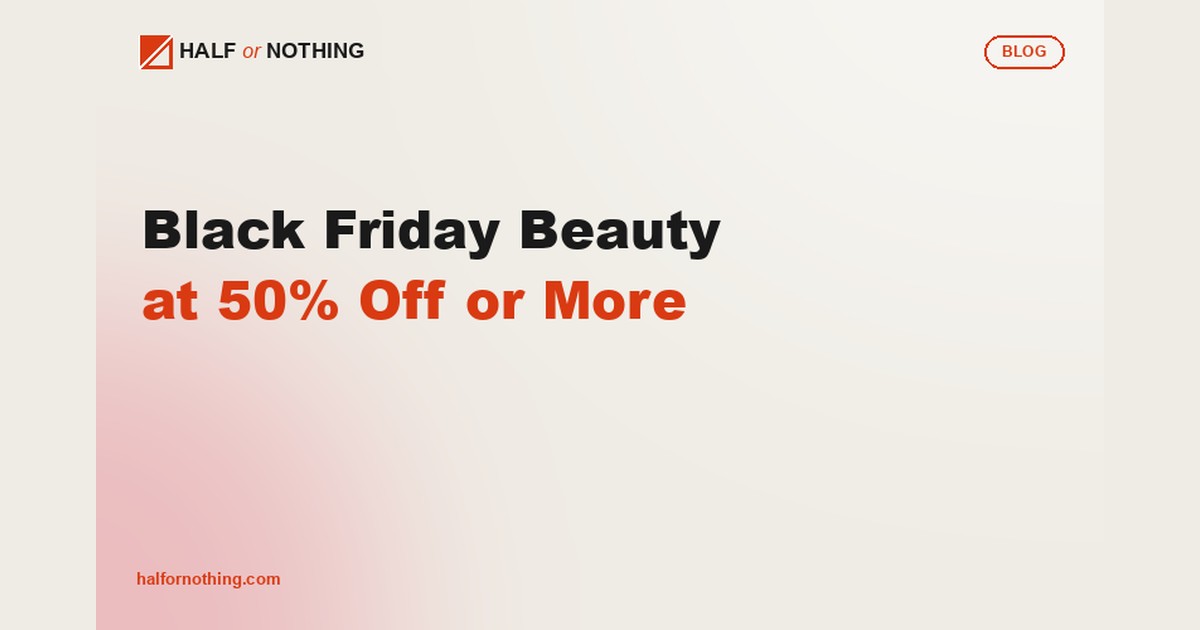 HALF or NOTHING
BLOG
Black Friday Beauty
at 50% Off or More
halfornothing.com